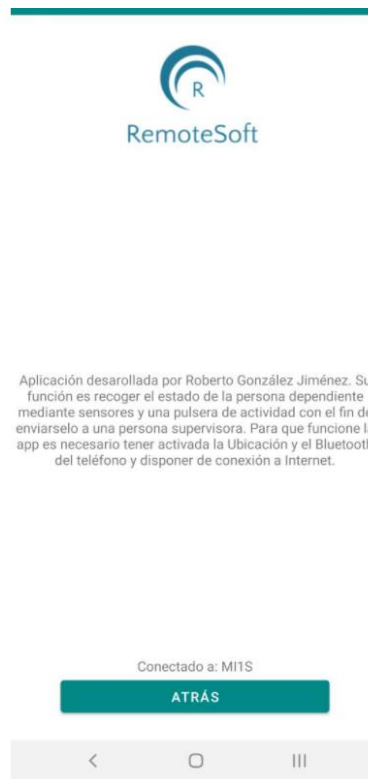 R
RemoteSoft
Aplicación desarollada por Roberto González Jiménez. Su
función es recoger el estado de la persona dependiente
mediante sensores y una pulsera de actividad con el fin de
enviarselo a una persona supervisora. Para que funcione la
app es necesario tener activada la Ubicación y el Bluetooth
del teléfono y disponer de conexión a Internet.
Conectado a: MI1S
ATRÁS